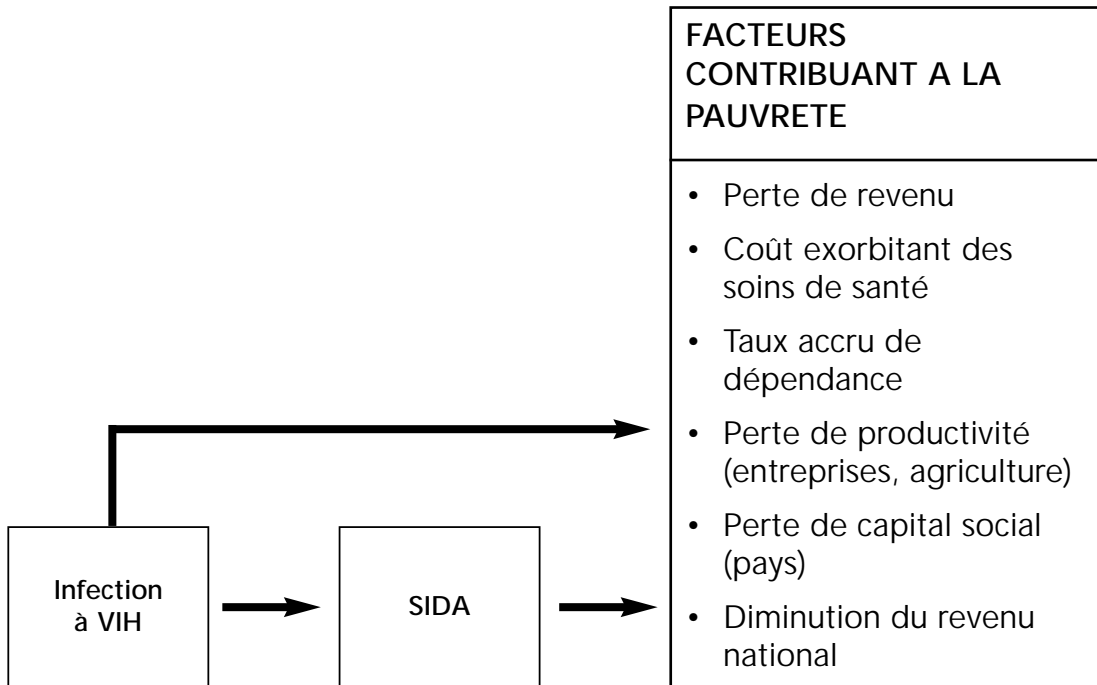 FACTEURS
CONTRIBUANT A LA
PAUVRETE
• Perte de revenu
• Coût exorbitant des
soins de santé
• Taux accru de
dépendance
• Perte de productivité
(entreprises, agriculture)
• Perte de capital social
(pays)
• Diminution du revenu
national
Infection
à VIH
SIDA